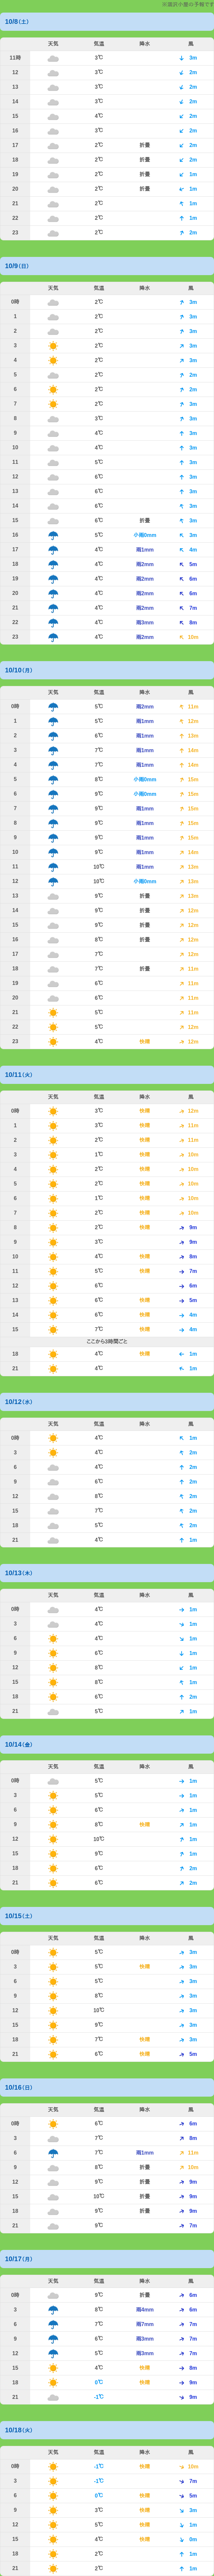 ※涸沢小屋の予報です
10/8(土)
天気 気温 降水 風
11時 3℃ 3m
12 3℃ 2m
13 3℃ 2m
14 3℃ 2m
15 4℃ 2m
16 3℃ 2m
17 2℃ 折畳 2m
18 2℃ 折畳 2m
19 2℃ 折畳 1m
20 2℃ 折畳 1m
21 2℃ 1m
22 2℃ 1m
23 2℃ 2m
10/9(日)
天気 気温 降水 風
0時 2℃ 3m
1 2℃ 3m
2 2℃ 3m
3 2℃ 3m
4 2℃ 3m
5 2℃ 2m
6 2℃ 2m
7 2℃ 3m
8 3℃ 3m
9 4℃ 3m
10 4℃ 3m
11 5℃ 3m
12 6℃ 3m
13 6℃ 3m
14 6℃ 3m
15 6℃ 折畳 3m
16 5℃ 小雨0mm 3m
17 4℃ 雨1mm 4m
18 4℃ 雨2mm 5m
19 4℃ 雨2mm 6m
20 4℃ 雨2mm 6m
21 4℃ 雨2mm 7m
22 4℃ 雨3mm 8m
23 4℃ 雨2mm 10m
10/10(月)
天気 気温 降水 風
0時 5℃ 雨2mm 11m
1 5℃ 雨1mm 12m
2 6℃ 雨1mm 13m
3 7℃ 雨1mm 14m
4 7℃ 雨1mm 14m
5 8℃ 小雨0mm 15m
6 9℃ 小雨0mm 15m
7 9℃ 雨1mm 15m
8 9℃ 雨1mm 15m
9 9℃ 雨1mm 15m
10 9℃ 雨1mm 14m
11 10℃ 雨1mm 13m
12 10℃ 小雨0mm 13m
13 9℃ 折畳 13m
14 9℃ 折畳 12m
15 9℃ 折畳 12m
16 8℃ 折畳 12m
17 7℃ 12m
18 7℃ 折畳 11m
19 6℃ 11m
20 6℃ 11m
21 5℃ 11m
22 5℃ 12m
23 4℃ 快晴 12m
10/11(火)
天気 気温 降水 風
0時 3℃ 快晴 12m
1 3℃ 快晴 11m
2 2℃ 快晴 11m
3 1℃ 快晴 10m
4 2℃ 快晴 10m
5 2℃ 快晴 10m
6 1℃ 快晴 10m
7 2℃ 快晴 10m
8 2℃ 快晴 9m
9 3℃ 9m
10 4℃ 快晴 8m
11 5℃ 快晴 7m
12 6℃ 6m
13 6℃ 快晴 5m
14 6℃ 快晴 4m
15 7℃ 快晴 4m
ここから3時間ごと
18 4℃ 快晴 1m
21 4℃ 1m
10/12(水)
天気 気温 降水 風
0時 4℃ 1m
3 4℃ 2m
6 4℃ 2m
9 6℃ 2m
12 8℃ 2m
15 7℃ 2m
18 5℃ 2m
21 4℃ 1m
10/13(木)
天気 気温 降水 風
0時 4℃ 1m
3 4℃ 1m
6 4℃ 1m
9 6℃ 1m
12 8℃ 1m
15 8℃ 1m
18 6℃ 2m
21 5℃ 1m
10/14(金)
天気 気温 降水 風
0時 5℃ 1m
3 5℃ 1m
6 6℃ 1m
9 8℃ 快晴 1m
12 10℃ 1m
15 9℃ 1m
18 6℃ 2m
21 6℃ 2m
10/15(土)
天気 気温 降水 風
0時 5℃ 3m
3 5℃ 快晴 3m
6 5℃ 3m
9 8℃ 3m
12 10℃ 3m
15 9℃ 3m
18 7℃ 快晴 3m
21 6℃ 快晴 5m
10/16(日)
天気 気温 降水 風
0時 6℃ 6m
3 7℃ 8m
6 7℃ 雨1mm 11m
9 8℃ 折畳 10m
12 9℃ 折畳 9m
15 10℃ 折畳 9m
18 9℃ 折畳 9m
21 9℃ 7m
10/17(月)
天気 気温 降水 風
0時 9℃ 折畳 6m
3 8℃ 雨4mm 6m
6 7℃ 雨7mm 7m
9 6℃ 雨3mm 7m
12 5℃ 雨3mm 7m
15 4℃ 快晴 8m
18 0℃ 快晴 9m
21 -1℃ 9m
10/18(火)
天気 気温 降水 風
0時 -1℃ 快晴 10m
3 -1℃ 7m
6 0℃ 快晴 5m
9 3℃ 快晴 3m
12 5℃ 快晴 1m
15 4℃ 快晴 0m
18 2℃ 1m
21 2℃ 1m